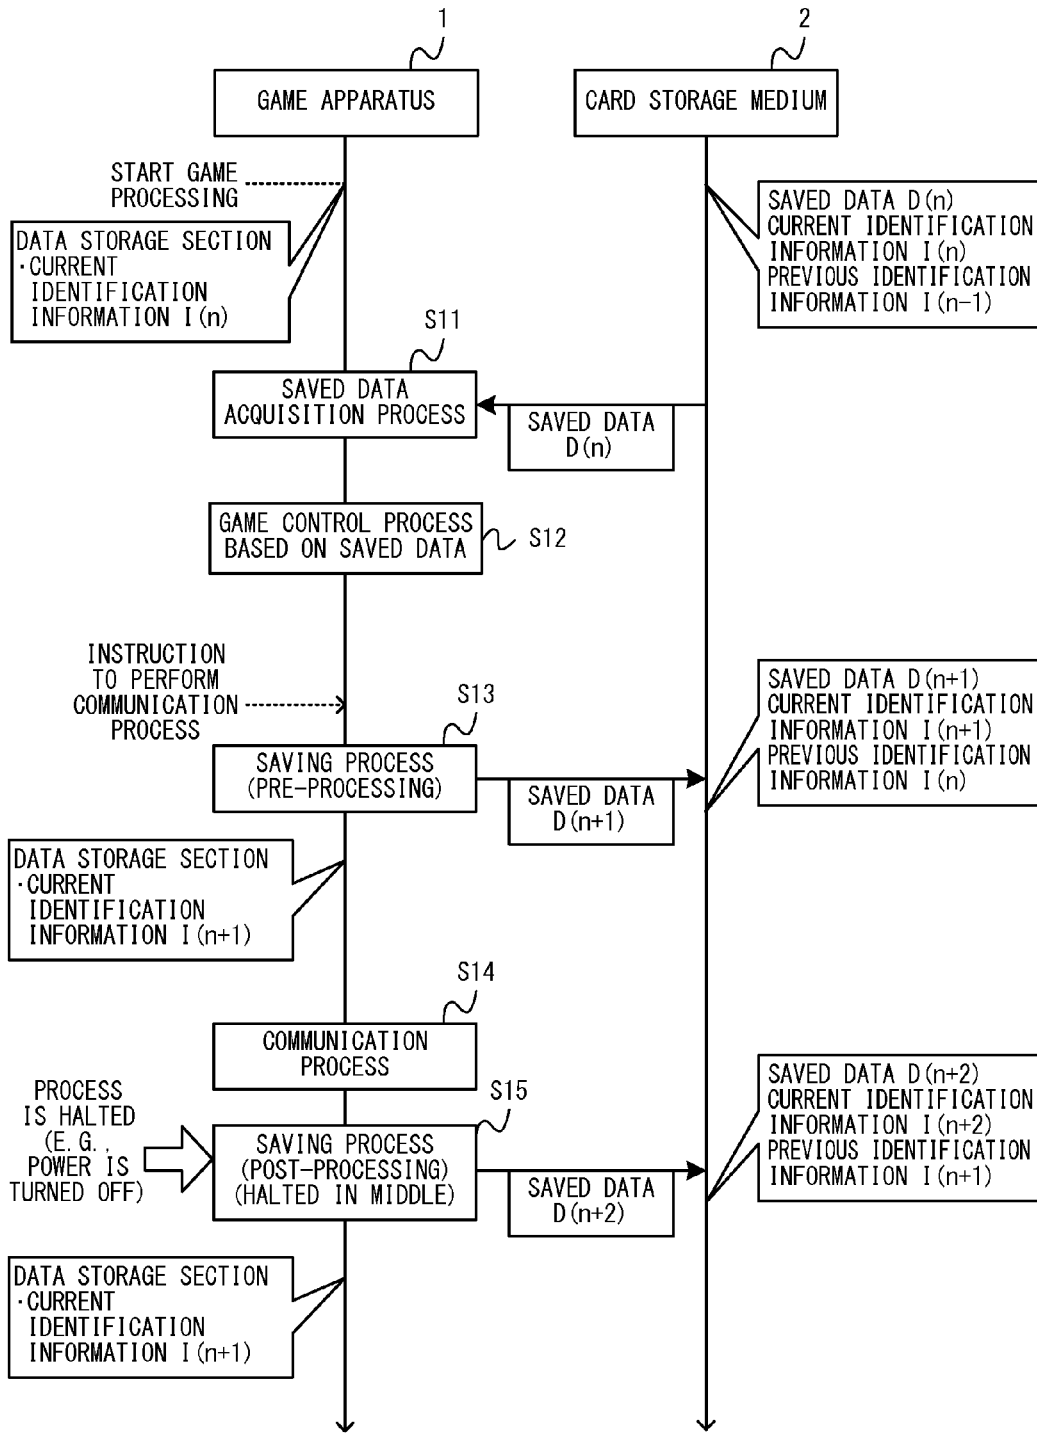 1
2
GAME APPARATUS
CARD STORAGE MEDIUM
START GAME
PROCESSING
DATA STORAGE SECTION
・CURRENT
IDENTIFICATION
INFORMATION I(n)
SAVED DATA D(n)
CURRENT IDENTIFICATION
INFORMATION I(n)
PREVIOUS IDENTIFICATION
INFORMATION I(n-1)
S11
SAVED DATA
ACQUISITION PROCESS
SAVED DATA
D(n)
GAME CONTROL PROCESS
BASED ON SAVED DATA
S12
INSTRUCTION
TO PERFORM
COMMUNICATION
PROCESS
S13
SAVING PROCESS
(PRE-PROCESSING)
SAVED DATA
D(n+1)
SAVED DATA D(n+1)
CURRENT IDENTIFICATION
INFORMATION I(n+1)
PREVIOUS IDENTIFICATION
INFORMATION I(n)
DATA STORAGE SECTION
・CURRENT
IDENTIFICATION
INFORMATION I(n+1)
S14
COMMUNICATION
PROCESS
PROCESS
IS HALTED
(E.G.,
POWER IS
TURNED OFF)
S15
SAVING PROCESS
(POST-PROCESSING)
(HALTED IN MIDDLE)
SAVED DATA
D(n+2)
SAVED DATA D(n+2)
CURRENT IDENTIFICATION
INFORMATION I(n+2)
PREVIOUS IDENTIFICATION
INFORMATION I(n+1)
DATA STORAGE SECTION
・CURRENT
IDENTIFICATION
INFORMATION I(n+1)